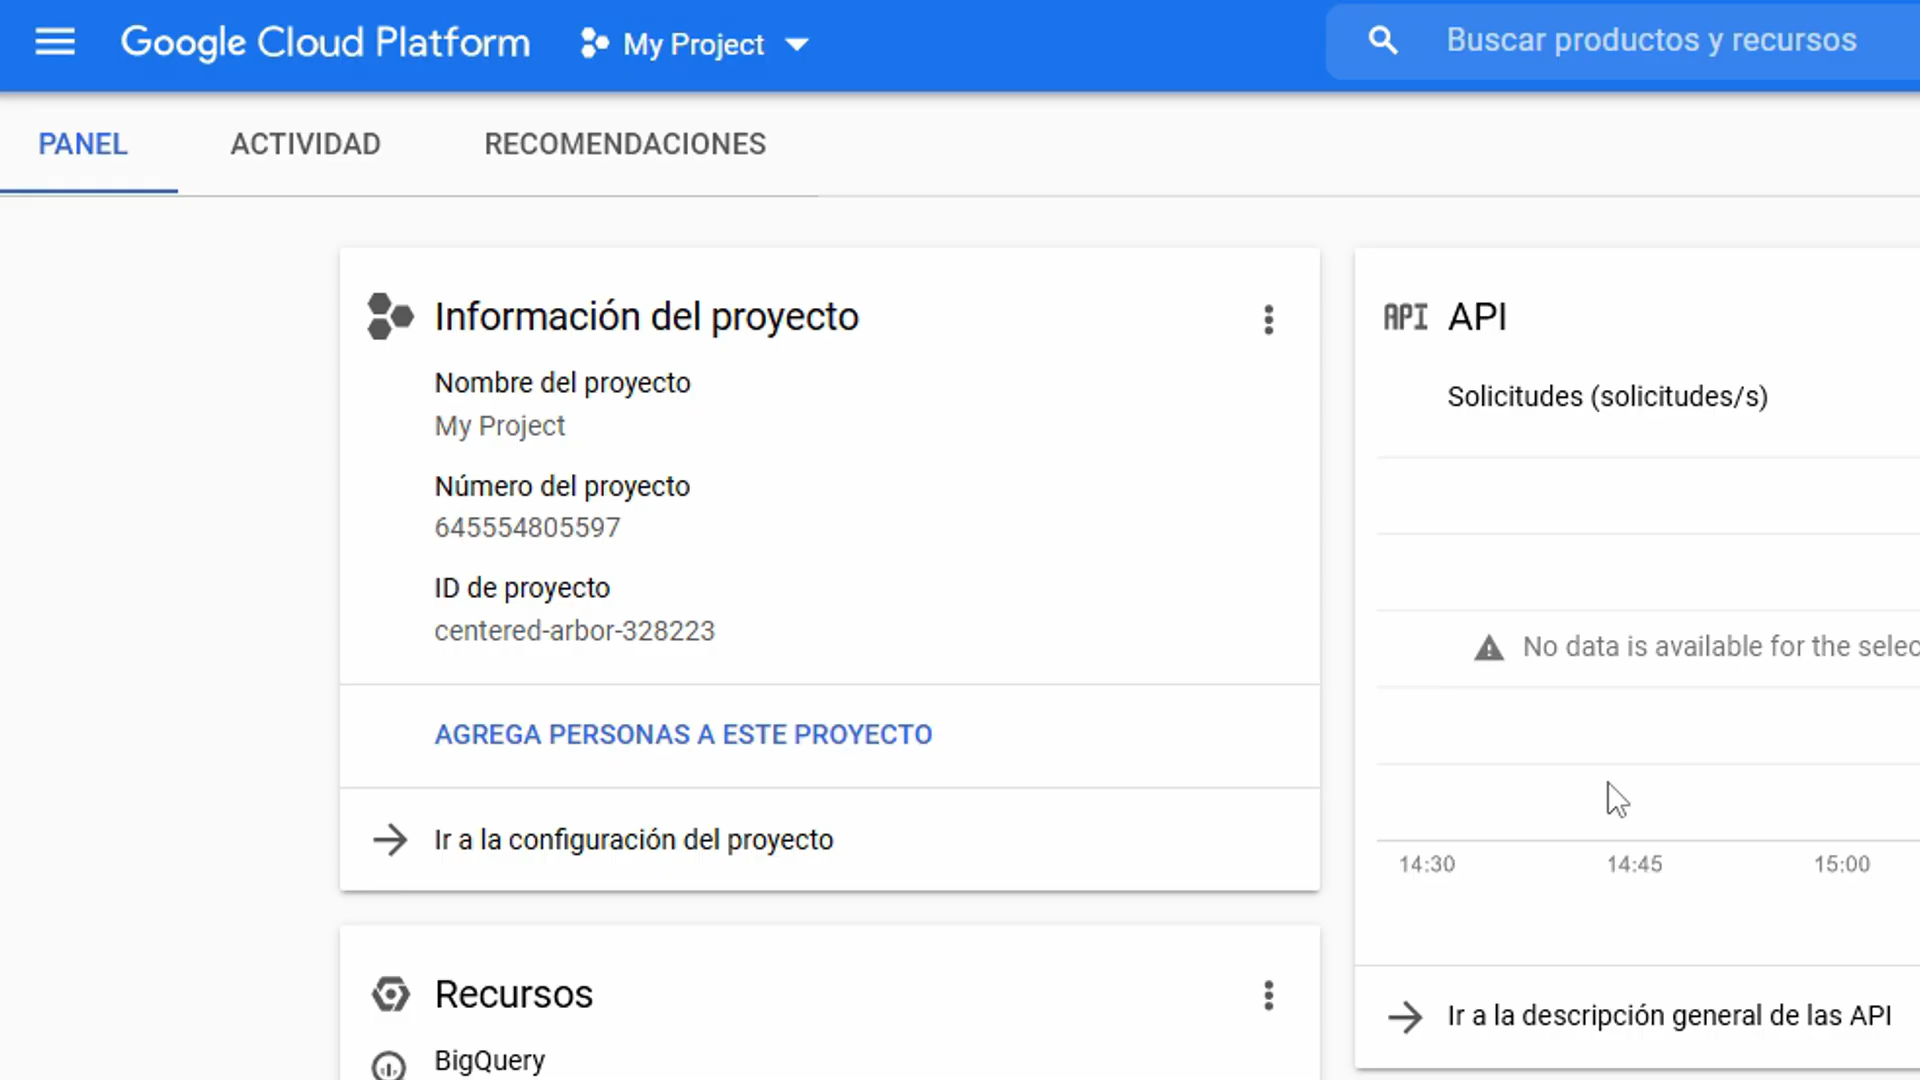 Google Cloud Platform
My Project
Buscar productos y recursos
PANEL
ACTIVIDAD
RECOMENDACIONES
Información del proyecto
Nombre del proyecto
My Project
Número del proyecto
645554805597
ID de proyecto
centered-arbor-328223
AGREGA PERSONAS A ESTE PROYECTO
Ir a la configuración del proyecto
Recursos
BigQuery
API
API
Solicitudes (solicitudes/s)
No data is available for the selec
14:30
14:45
15:00
Ir a la descripción general de las API